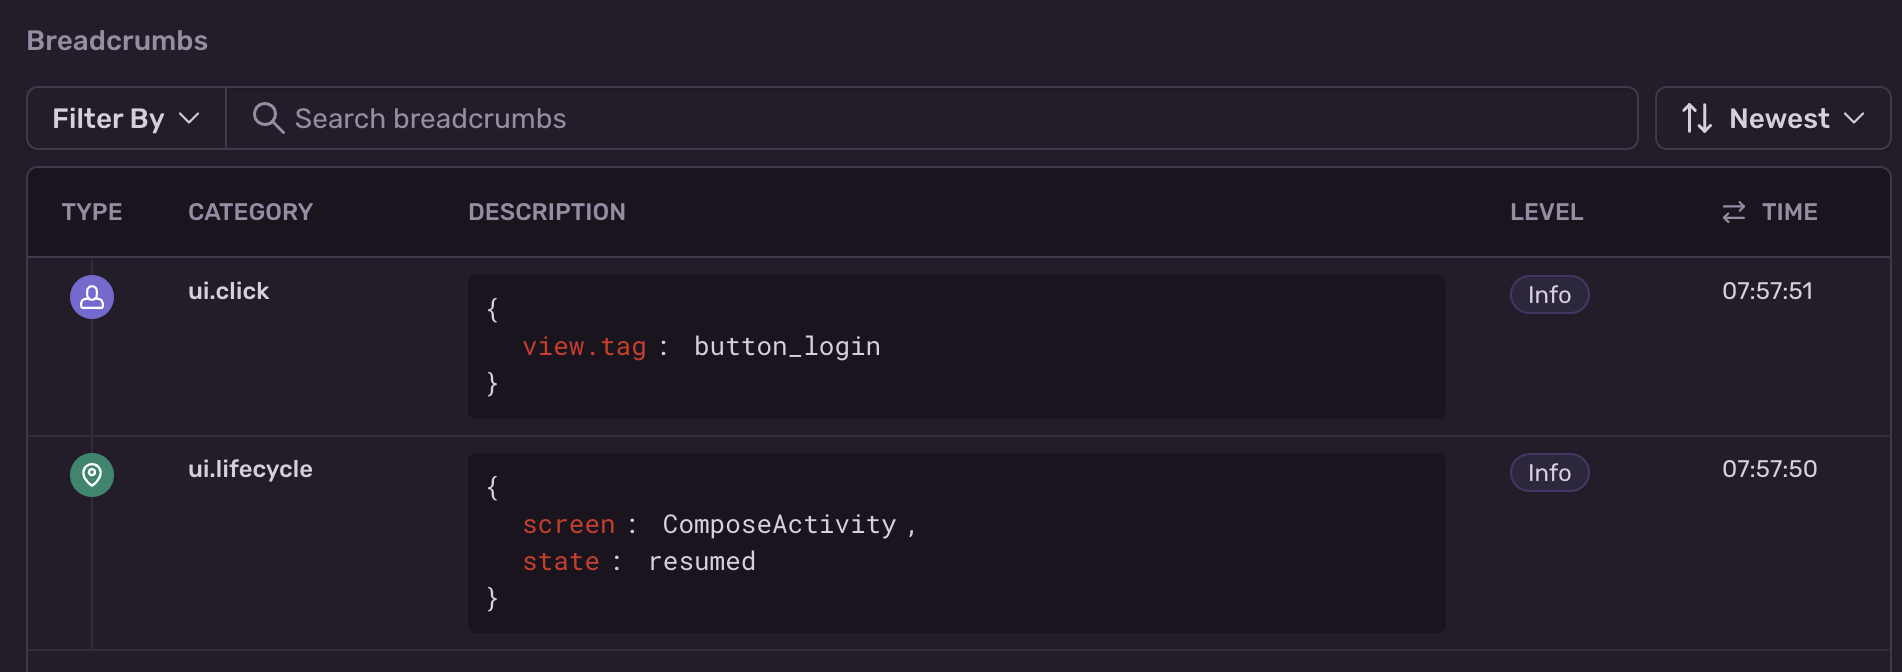 Breadcrumbs
Filter By
Search breadcrumbs
Newest
TYPE CATEGORY DESCRIPTION LEVEL TIME
ui.click
{
view.tag : button_login
}
Info
07:57:51
ui.lifecycle
{
screen : ComposeActivity ,
state : resumed
}
Info
07:57:50